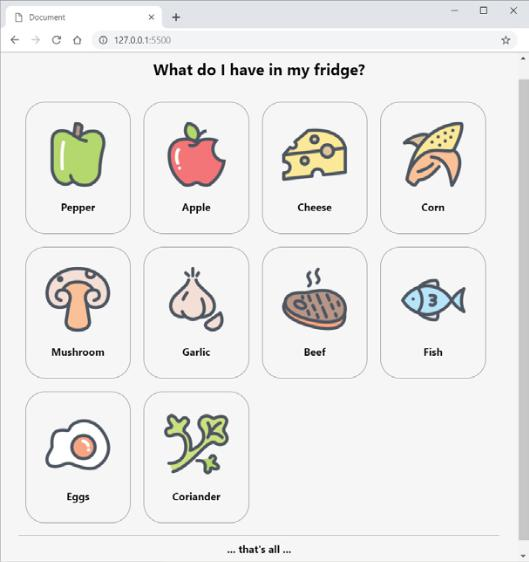 Document
127.0.0.1:5500
What do I have in my fridge?
Pepper
Apple
Cheese
Corn
Mushroom
Garlic
Beef
Fish
Eggs
Coriander
... that's all ...